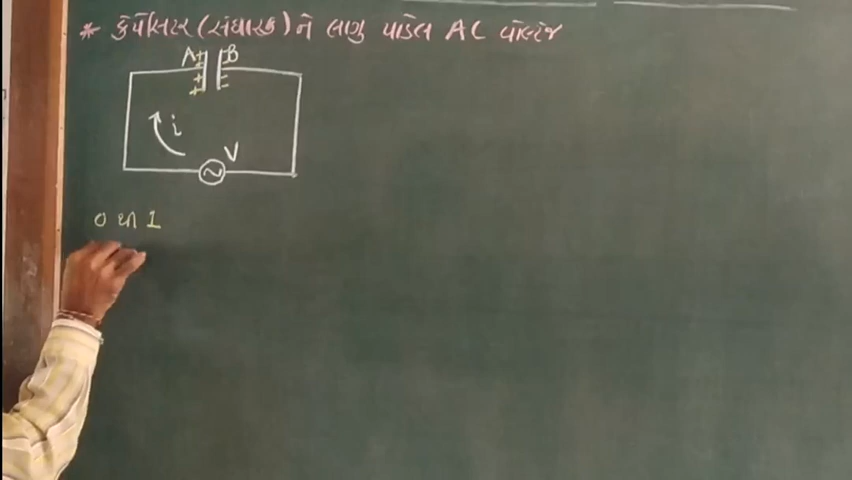 * કેપેસિટર (સંઘારક) ને લાગુ પાડેલ AC વોલ્ટેજ
A + B -
+ -
+ -
i
V
~
0 થી 1